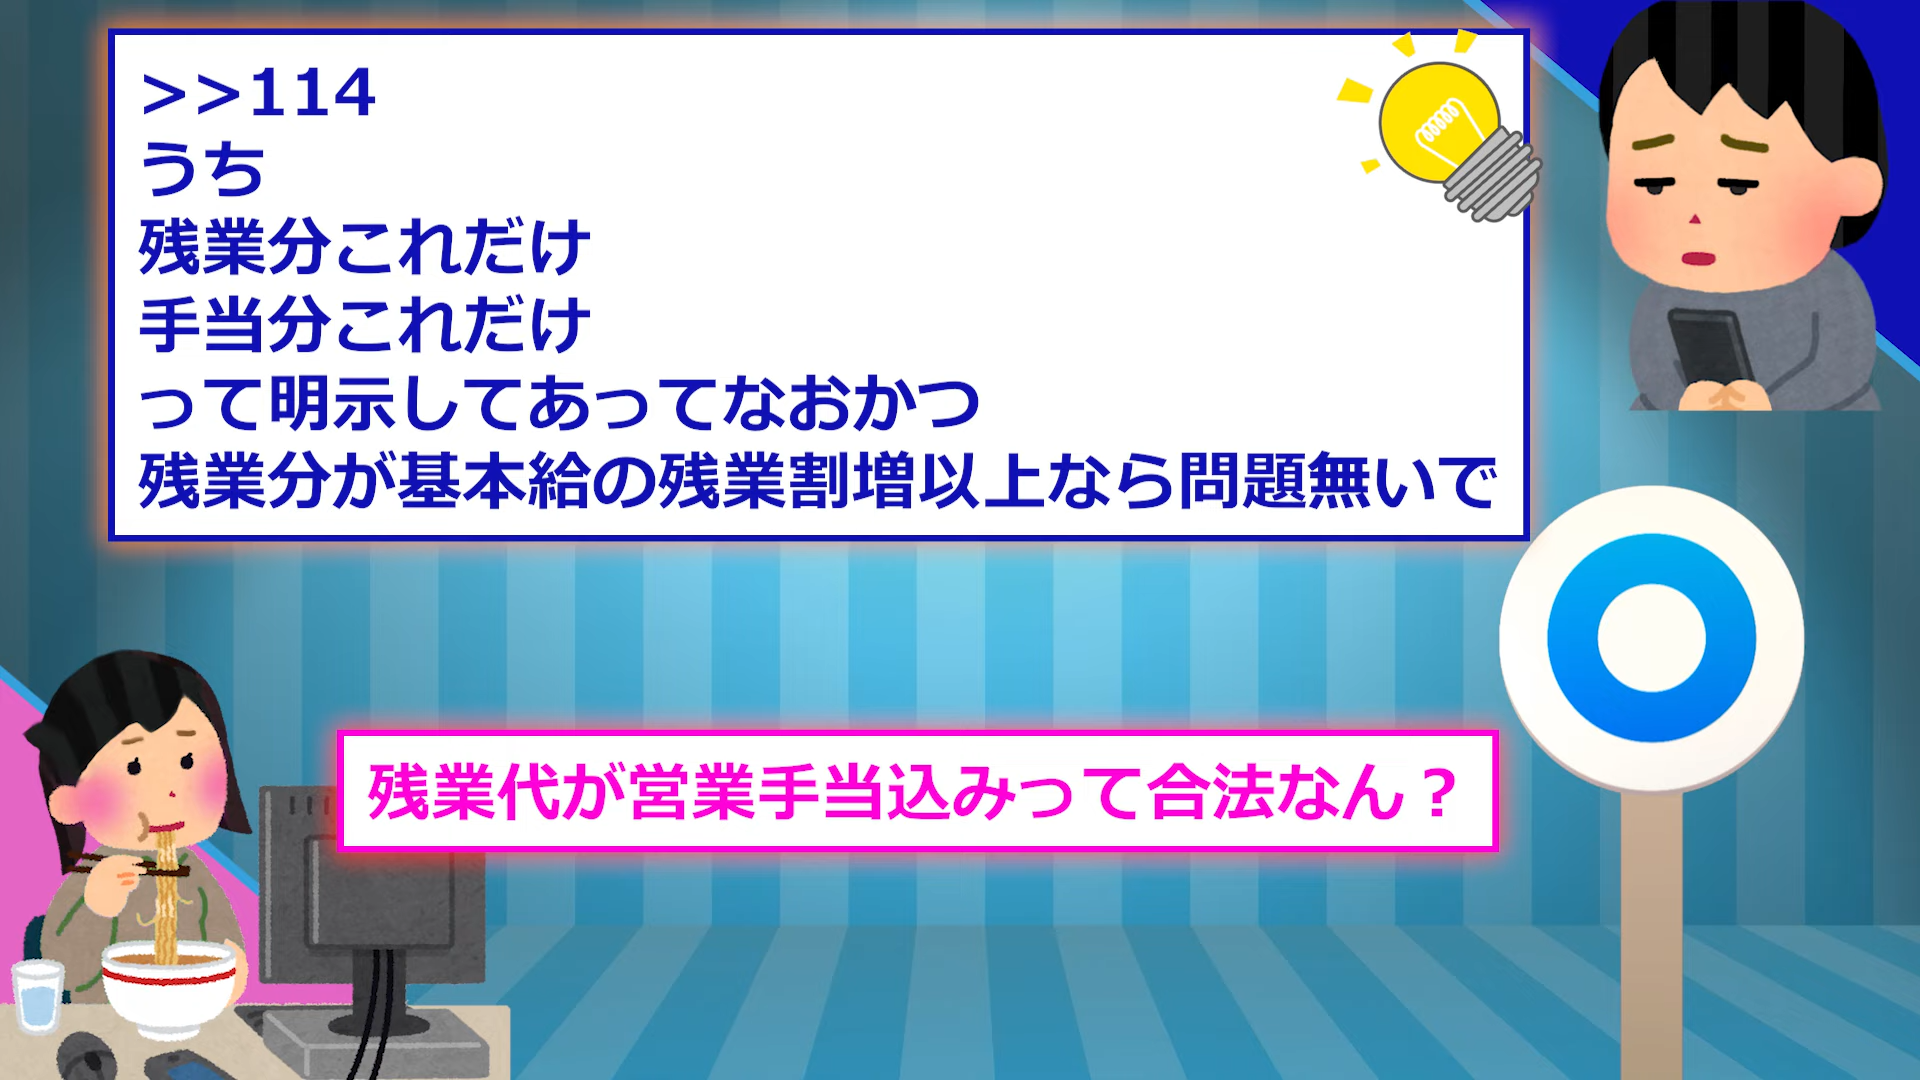 >>114
うち
残業分これだけ
手当分これだけ
って明示してあってなおかつ
残業分が基本給の残業割増以上なら問題無いで
残業代が営業手当込みって合法なん？